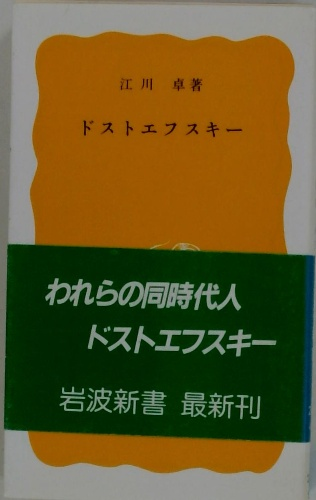 江川 卓著
ドストエフスキー
われらの同時代人
ドストエフスキー
岩波新書 最新刊